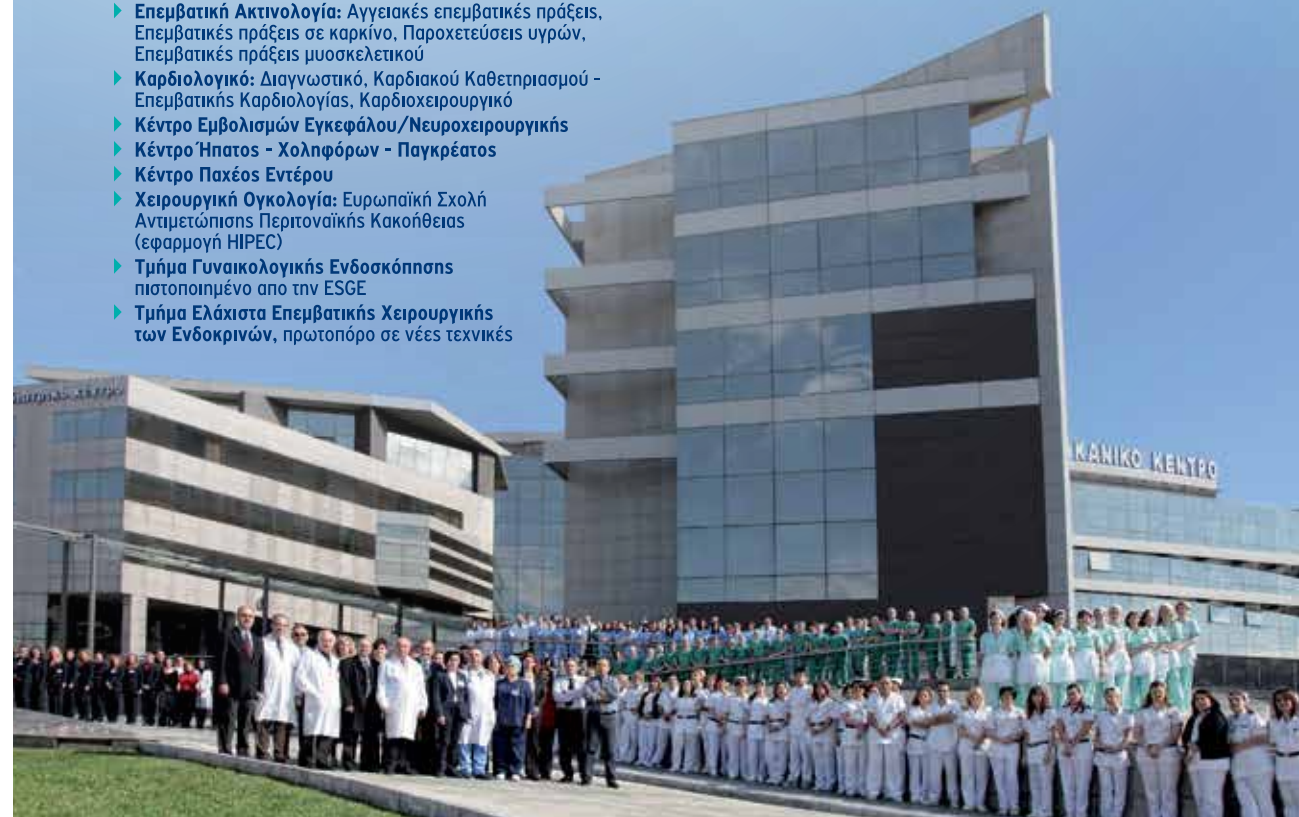 Επεμβατική Ακτινολογία: Αγγειακές επεμβατικές πράξεις,
Επεμβατικές πράξεις σε καρκίνο, Παροχετεύσεις υγρών,
Επεμβατικές πράξεις μυοσκελετικού
Καρδιολογικό: Διαγνωστικό, Καρδιακού Καθετηριασμού -
Επεμβατικής Καρδιολογίας, Καρδιοχειρουργικό
Κέντρο Εμβολισμών Εγκεφάλου/Νευροχειρουργικής
Κέντρο Ήπατος - Χοληφόρων - Παγκρέατος
Κέντρο Παχέος Εντέρου
Χειρουργική Ογκολογία: Ευρωπαϊκή Σχολή
Αντιμετώπισης Περιτοναϊκής Κακοήθειας
(εφαρμογή HIPEC)
Τμήμα Γυναικολογικής Ενδοσκόπησης
πιστοποιημένο απο την ESGE
Τμήμα Ελάχιστα Επεμβατικής Χειρουργικής
των Ενδοκρινών, πρωτοπόρο σε νέες τεχνικές
ΚΑΝΙΚΟ ΚΕΝΤΡΟ